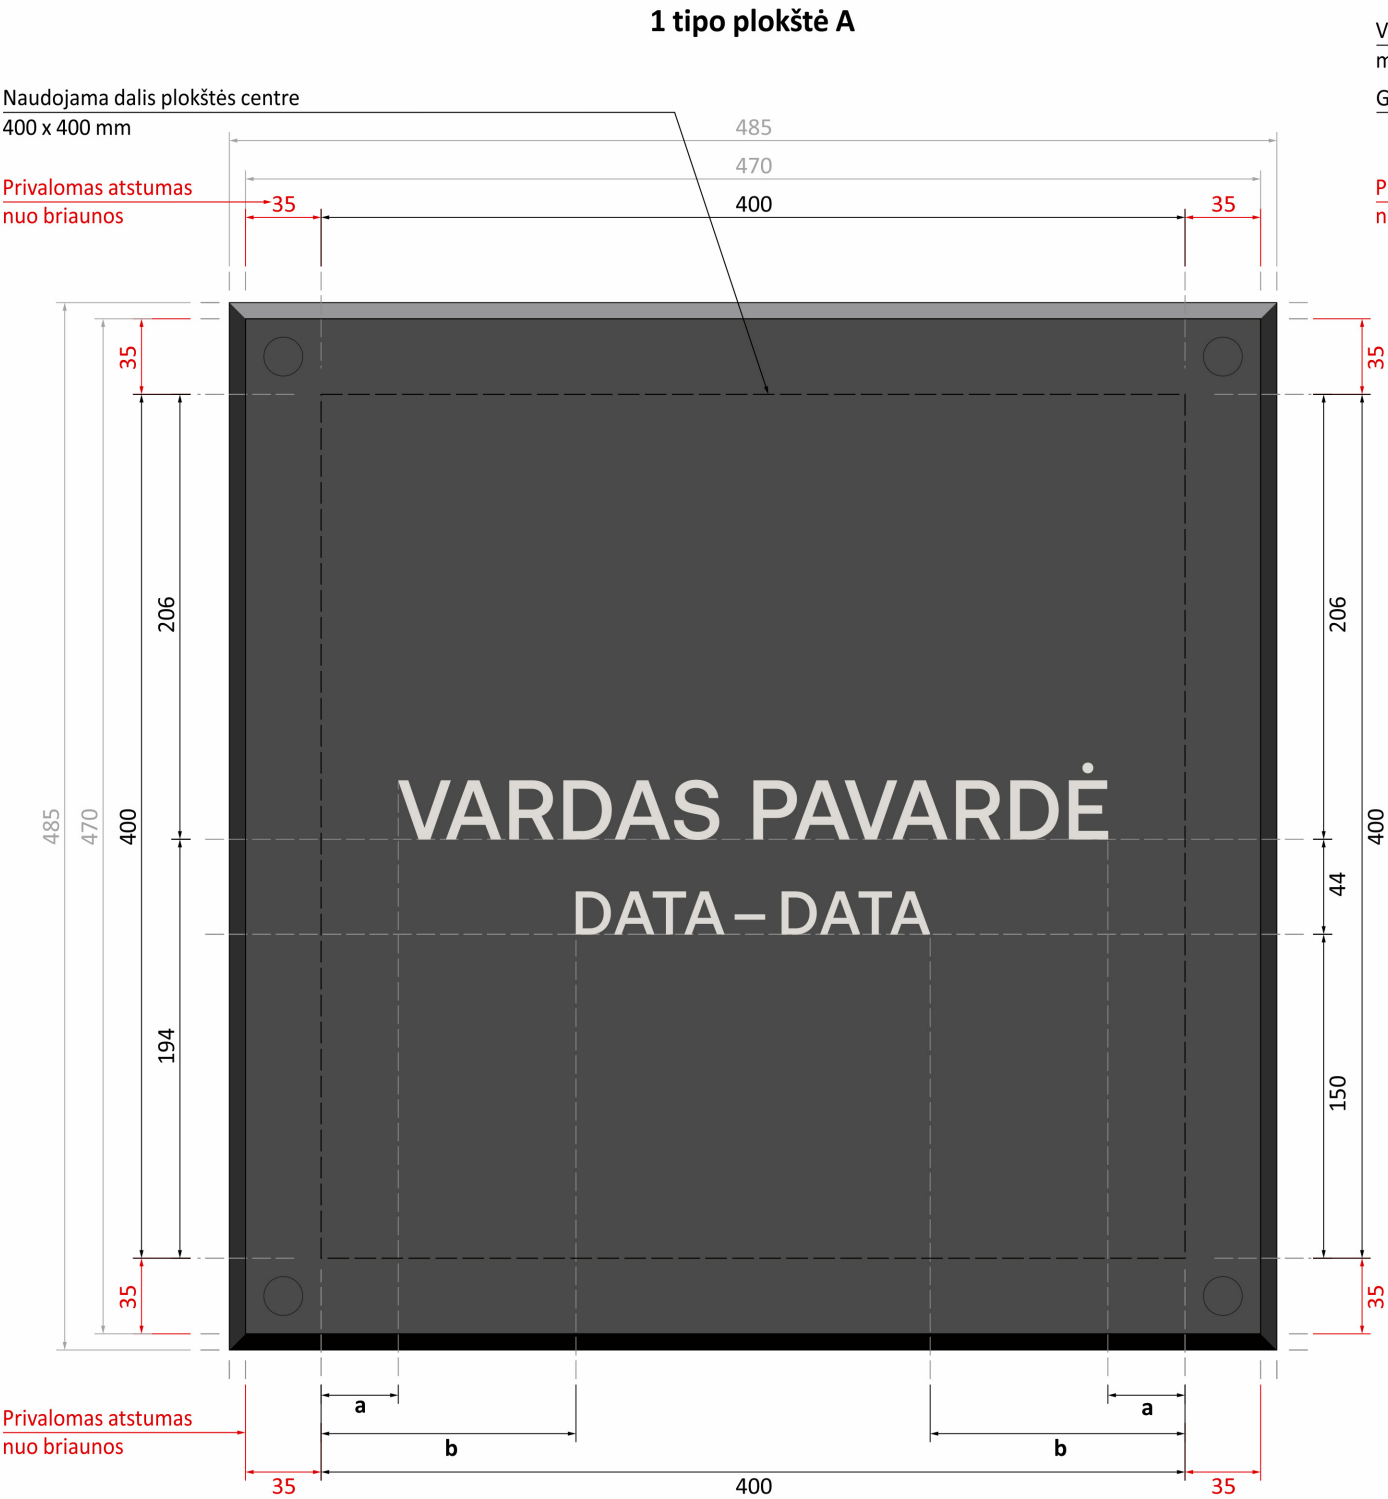 1 tipo plokštė A
V
m
G
Naudojama dalis plokštės centre
400 x 400 mm
485
470
Privalomas atstumas
nuo briaunos
35
400
35
P
n
35
35
206
206
485
470
400
400
VARDAS PAVARDĖ
44
DATA – DATA
194
150
35
35
a
a
Privalomas atstumas
nuo briaunos
b
b
35
400
35